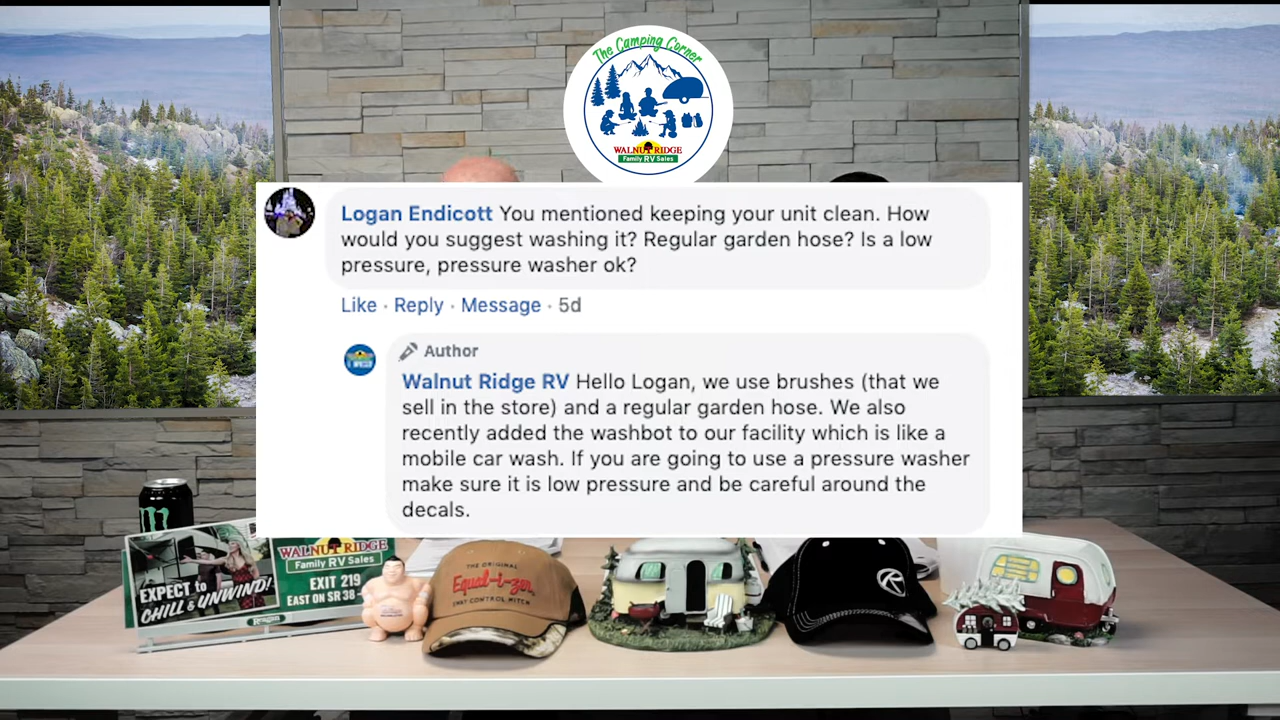 The Camping Corner
WALNUT RIDGE
Family RV Sales
Logan Endicott You mentioned keeping your unit clean. How
would you suggest washing it? Regular garden hose? Is a low
pressure, pressure washer ok?
Like · Reply · Message · 5d
Author
Walnut Ridge RV Hello Logan, we use brushes (that we
sell in the store) and a regular garden hose. We also
recently added the washbot to our facility which is like a
mobile car wash. If you are going to use a pressure washer
make sure it is low pressure and be careful around the
decals.
EXPECT to
CHILL & UNWIND!
WALNUT RIDGE
Family RV Sales
EXIT 219
EAST ON SR 38
Reagan
THE ORIGINAL
Equal-i-zer
SWAY CONTROL HITCH
R